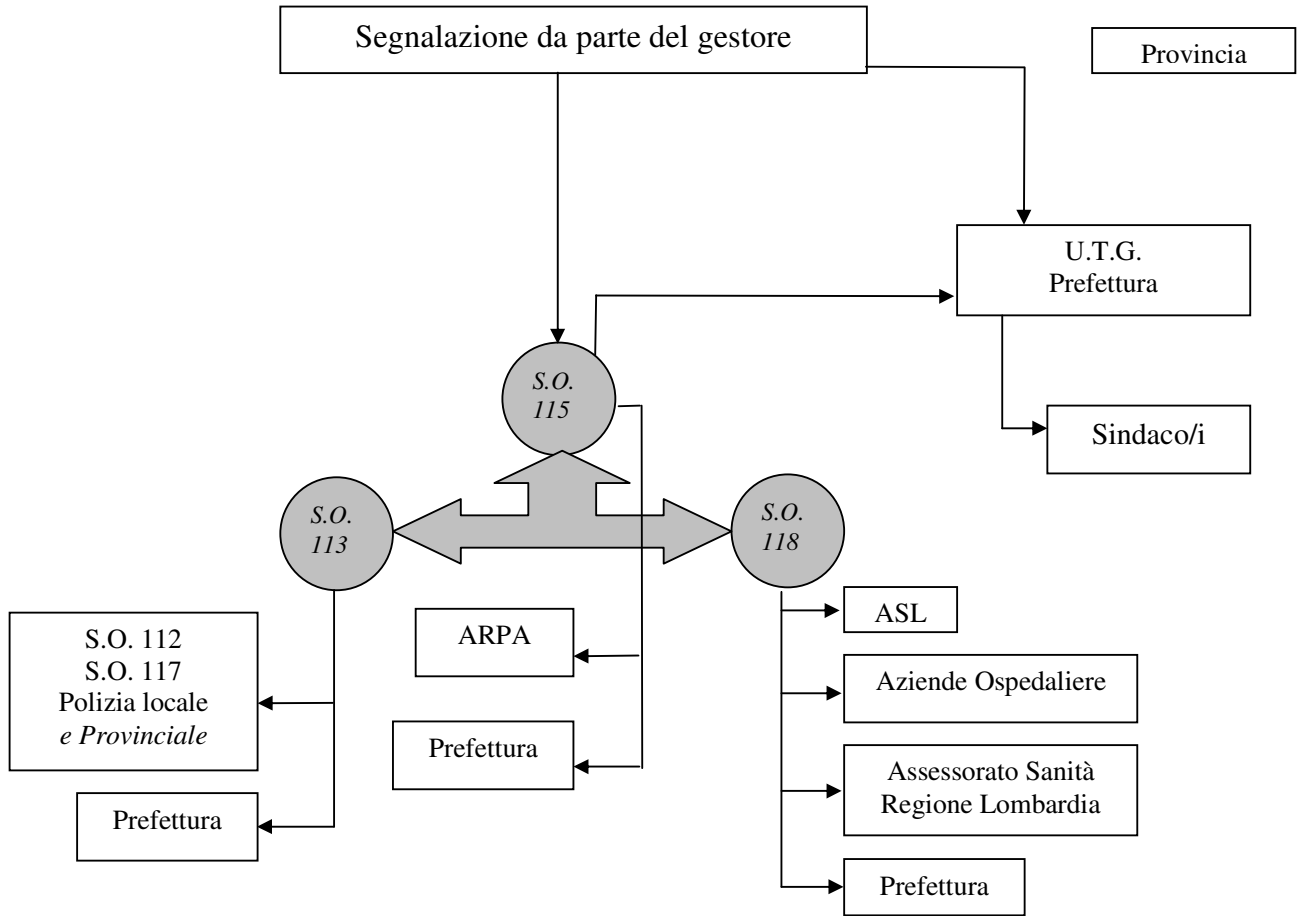 Segnalazione da parte del gestore
Provincia
U.T.G.
Prefettura
S.O.
115
Sindaco/i
S.O.
113
S.O.
118
S.O. 112
S.O. 117
Polizia locale
e Provinciale
ARPA
ASL
Aziende Ospedaliere
Prefettura
Assessorato Sanità
Regione Lombardia
Prefettura
Prefettura